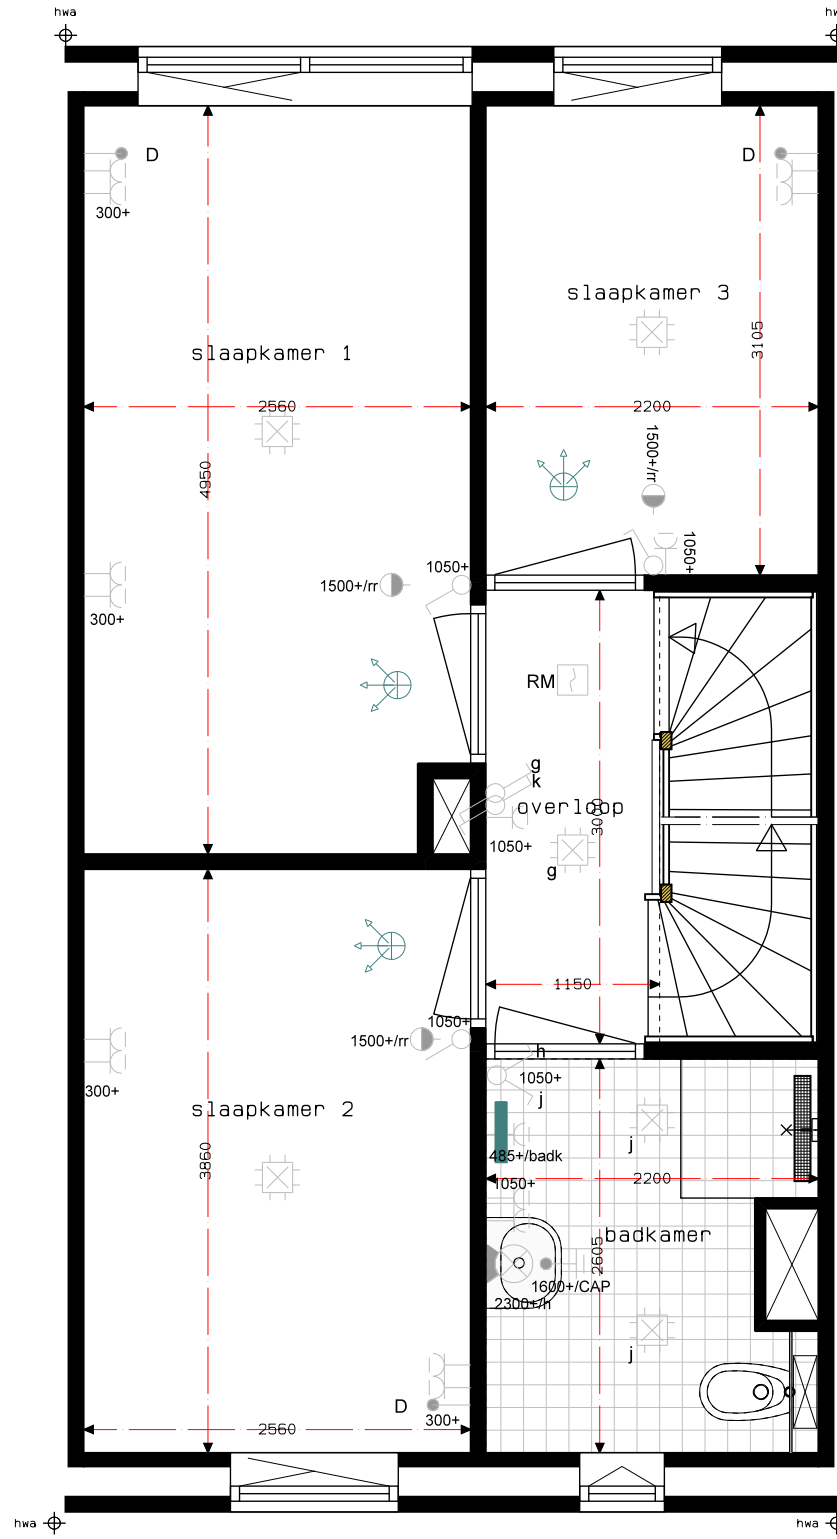 hwa
hw
D
D
300+
slaapkamer 3
3105
slaapkamer 1
2560
2200
1500+/rr
4950
1050+
1050+
1500+/rr
300+
RM
g
k
overloop
3000
1050+
g
1150
1050+
1500+/rr
h
1050+
300+
j
slaapkamer 2
j
485+/badk
3860
2200
1050+
badkamer
2605
1600+/CAP
2300+/h
j
D
300+
2560
hwa
hwa